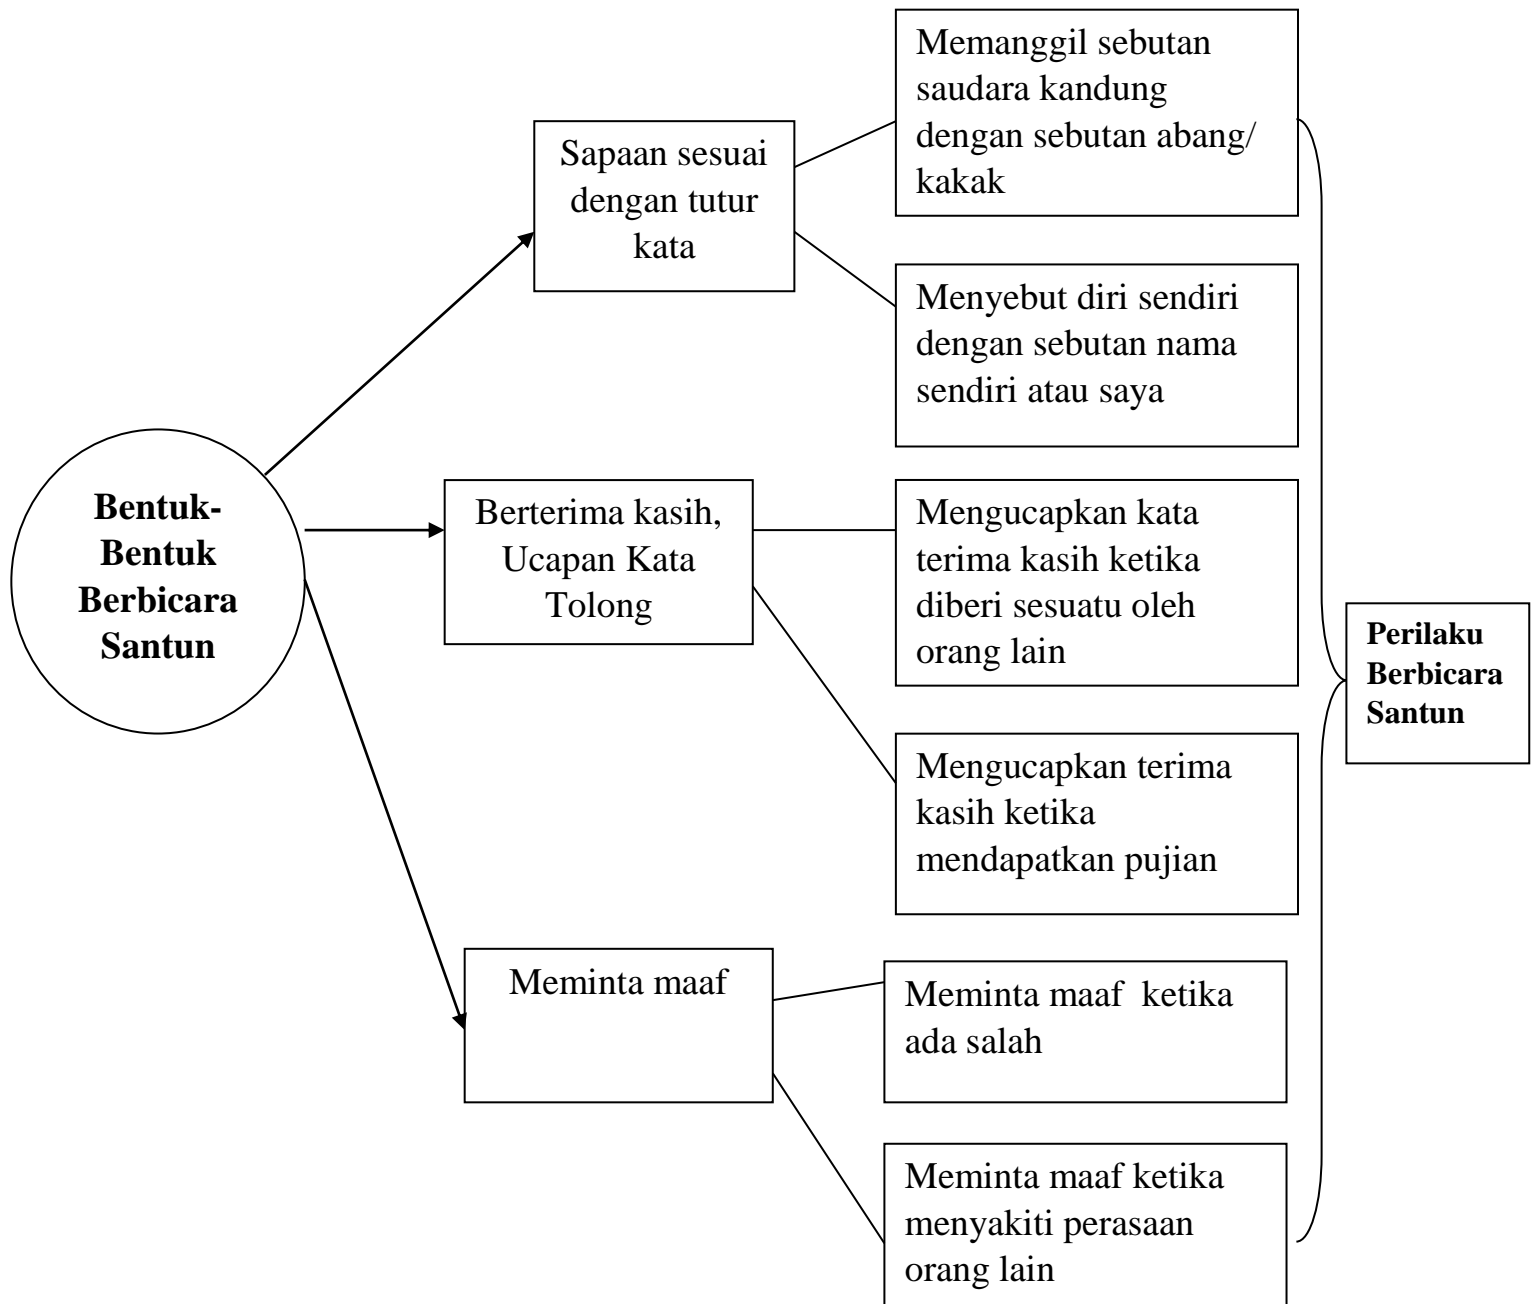 Bentuk-
Bentuk
Berbicara
Santun
Sapaan sesuai
dengan tutur
kata
Memanggil sebutan
saudara kandung
dengan sebutan abang/
kakak
Menyebut diri sendiri
dengan sebutan nama
sendiri atau saya
Berterima kasih,
Ucapan Kata
Tolong
Mengucapkan kata
terima kasih ketika
diberi sesuatu oleh
orang lain
Mengucapkan terima
kasih ketika
mendapatkan pujian
Meminta maaf
Meminta maaf  ketika
ada salah
Meminta maaf ketika
menyakiti perasaan
orang lain
Perilaku
Berbicara
Santun